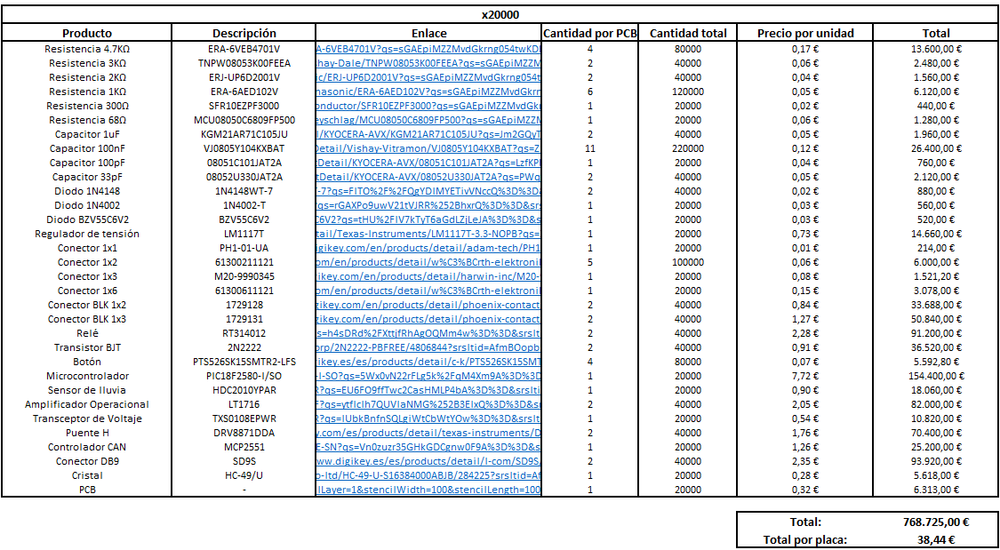 x20000
Producto Descripción Enlace Cantidad por PCB Cantidad total Precio por unidad Total
Resistencia 4.7KΩ ERA-6VEB4701V A-6VEB4701V?qs=sGAEpiMZZMvdGkrng054twKD 4 80000 0,17 € 13.600,00 €
Resistencia 3KΩ TNPW08053K00FEEA shay-Dale/TNPW08053K00FEEA?qs=sGAEpiMZZM 2 40000 0,06 € 2.480,00 €
Resistencia 2KΩ ERJ-UP6D2001V ic/ERJ-UP6D2001V?qs=sGAEpiMZZMvdGkrng054t 2 40000 0,04 € 1.560,00 €
Resistencia 1KΩ ERA-6AED102V nasonic/ERA-6AED102V?qs=sGAEpiMZZMvdGkrn 6 120000 0,05 € 6.120,00 €
Resistencia 300Ω SFR10EZPF3000 onductor/SFR10EZPF3000?qs=sGAEpiMZZMvdGkr 1 20000 0,02 € 440,00 €
Resistencia 68Ω MCU08050C6809FP500 eyschlag/MCU08050C6809FP500?qs=sGAEpiMZZM 1 20000 0,06 € 1.280,00 €
Capacitor 1uF KGM21AR71C105JU l/KYOCERA-AVX/KGM21AR71C105JU?qs=Jm2GQyT 2 40000 0,05 € 1.960,00 €
Capacitor 100nF VJ0805Y104KXBAT Detail/Vishay-Vitramon/VJ0805Y104KXBAT?qs=Z 11 220000 0,12 € 26.400,00 €
Capacitor 100pF 08051C101JAT2A tDetail/KYOCERA-AVX/08051C101JAT2A?qs=LzfKP 1 20000 0,04 € 760,00 €
Capacitor 33pF 08052U330JAT2A tDetail/KYOCERA-AVX/08052U330JAT2A?qs=PWq 2 40000 0,05 € 2.120,00 €
Diodo 1N4148 1N4148WT-7 -7?qs=FITO%2F%2FQgYDIMYETivVNccQ%3D%3D& 2 40000 0,02 € 880,00 €
Diodo 1N4002 1N4002-T ?qs=rGAXPo9uwV21tVJRR%252BhxrQ%3D%3D&srs 1 20000 0,03 € 560,00 €
Diodo BZV55C6V2 BZV55C6V2 C6V2?qs=tHU%2FIV7kTyT6aGdLZjLeJA%3D%3D&s 1 20000 0,03 € 520,00 €
Regulador de tensión LM1117T tail/Texas-Instruments/LM1117T-3.3-NOPB?qs= 1 20000 0,73 € 14.660,00 €
Conector 1x1 PH1-01-UA digikey.com/en/products/detail/adam-tech/PH1 1 20000 0,01 € 214,00 €
Conector 1x2 61300211121 om/en/products/detail/w%C3%BCrth-elektronil 5 100000 0,06 € 6.000,00 €
Conector 1x3 M20-9990345 ikey.com/en/products/detail/harwin-inc/M20- 1 20000 0,08 € 1.521,20 €
Conector 1x6 61300611121 om/en/products/detail/w%C3%BCrth-elektronil 1 20000 0,15 € 3.078,00 €
Conector BLK 1x2 1729128 digikey.com/en/products/detail/phoenix-contact 2 40000 0,84 € 33.688,00 €
Conector BLK 1x3 1729131 digikey.com/en/products/detail/phoenix-contact 2 40000 1,27 € 50.840,00 €
Relé RT314012 s=h4sDRd%2FXttjfRhAgOQMm4w%3D%3D&srslt 2 40000 2,28 € 91.200,00 €
Transistor BJT 2N2222 orp/2N2222-PBFREE/4806844?srsltid=AfmBOopb 2 40000 0,91 € 36.520,00 €
Botón PTS526SK15SMTR2-LFS ikey.es/es/products/detail/c-k/PTS526SK15SMT 4 80000 0,07 € 5.592,80 €
Microcontrolador PIC18F2580-I/SO -I-SO?qs=5Wx0vN22rFLg5k%2FqM4Xm9A%3D%3D 1 20000 7,72 € 154.400,00 €
Sensor de lluvia HDC2010YPAR R?qs=EU6FO9ffTwc2CasHMLP4bA%3D%3D&srslti 1 20000 0,90 € 18.060,00 €
Amplificador Operacional LT1716 F?qs=ytflclh7QUVIaNMG%252B3EIxQ%3D%3D&s 2 40000 2,05 € 82.000,00 €
Transceptor de Voltaje TXS0108EPWR R?qs=IUbkBnfnSQLgiWtCbWtYOw%3D%3D&srslt 1 20000 0,54 € 10.820,00 €
Puente H DRV8871DDA y.com/es/products/detail/texas-instruments/D 2 40000 1,76 € 70.400,00 €
Controlador CAN MCP2551 E-SN?qs=Vn0zuzr35GHkGDCgnw0F9A%3D%3D&s 1 20000 1,26 € 25.200,00 €
Conector DB9 SD9S ww.digikey.es/es/products/detail/l-com/SD9S/ 2 40000 2,35 € 93.920,00 €
Cristal HC-49/U o-ltd/HC-49-U-S16384000ABJB/284225?srsltid=Af 1 20000 0,28 € 5.618,00 €
PCB - lLayer=1&stencilWidth=100&stencilLength=100 1 20000 0,32 € 6.313,00 €
Total: 768.725,00 €
Total por placa: 38,44 €